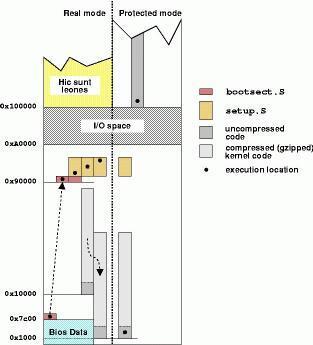 Real mode
Protected mode
Hic sunt
leones
0x100000
I/O space
0xA0000
0x90000
0x10000
0x7c00
Bios Data
0x1000
bootsect.S
setup.S
uncompressed
code
compressed (gzipped)
kernel code
execution location